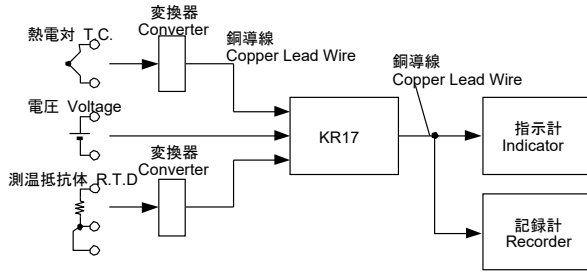 熱電対 T.C.
変換器
Converter
銅導線
Copper Lead Wire
電圧 Voltage
KR17
銅導線
Copper Lead Wire
指示計
Indicator
測温抵抗体 R.T.D
変換器
Converter
記録計
Recorder